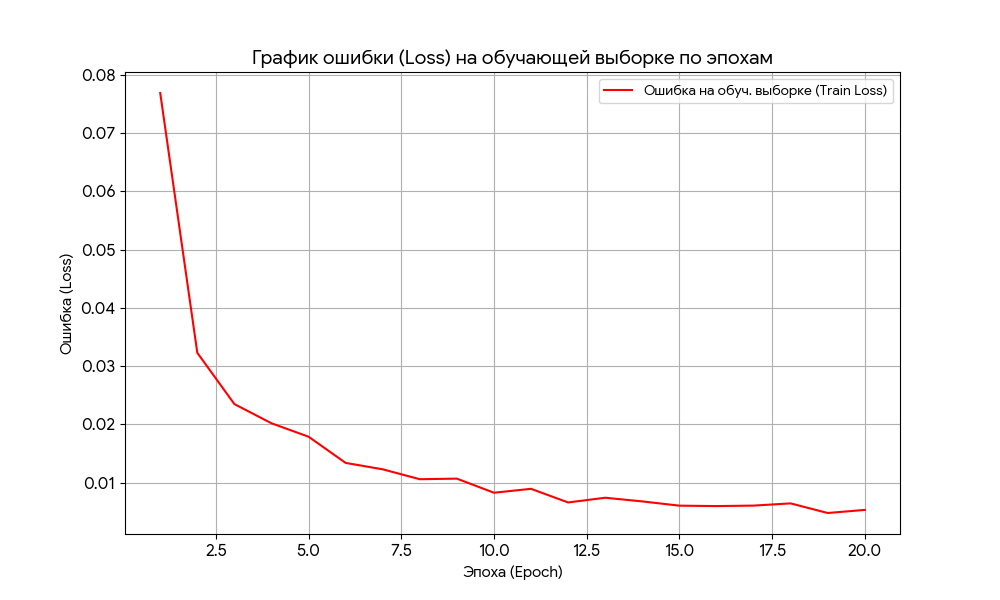 График ошибки (Loss) на обучающей выборке по эпохам
Ошибка на обуч. выборке (Train Loss)
0.08
0.07
0.06
0.05
0.04
0.03
0.02
0.01
Ошибка (Loss)
2.5 5.0 7.5 10.0 12.5 15.0 17.5 20.0
Эпоха (Epoch)